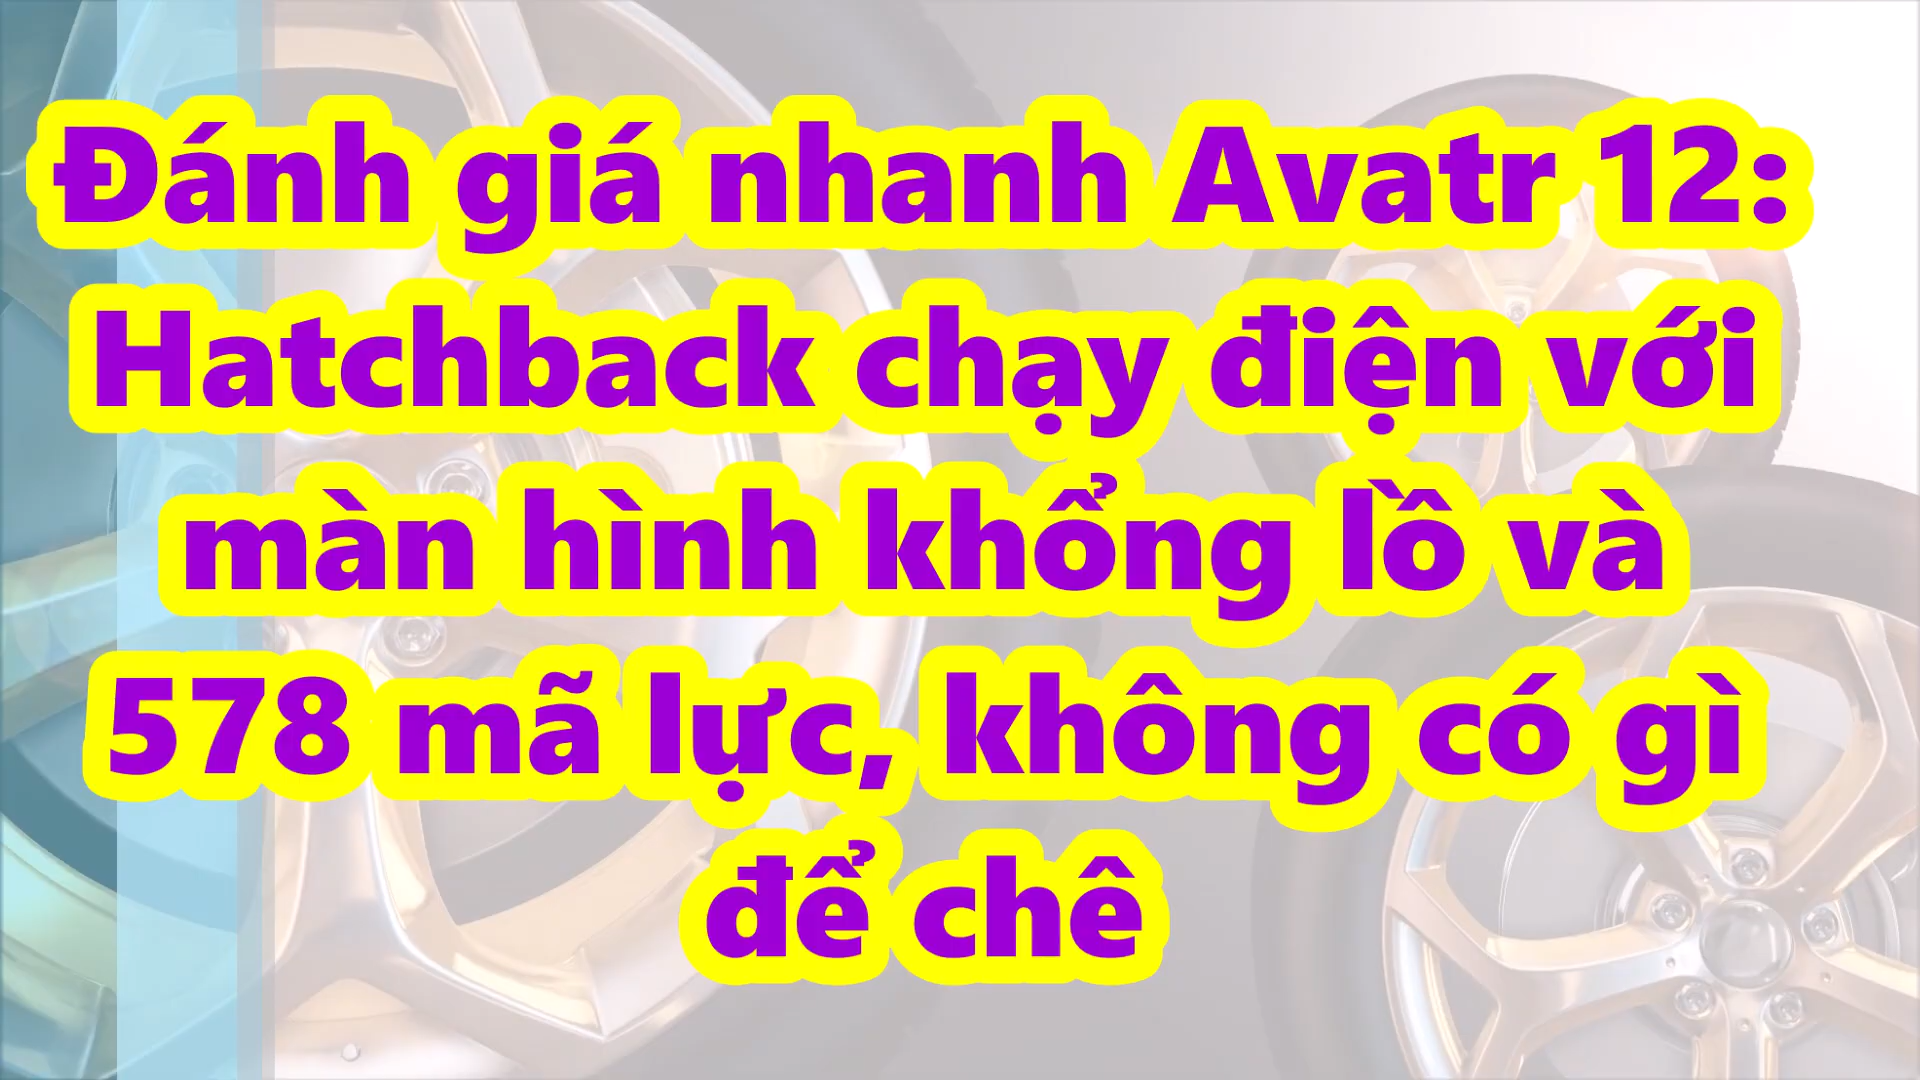 Đánh giá nhanh Avatr 12:
Hatchback chạy điện với
màn hình khổng lồ và
578 mã lực, không có gì
để chê